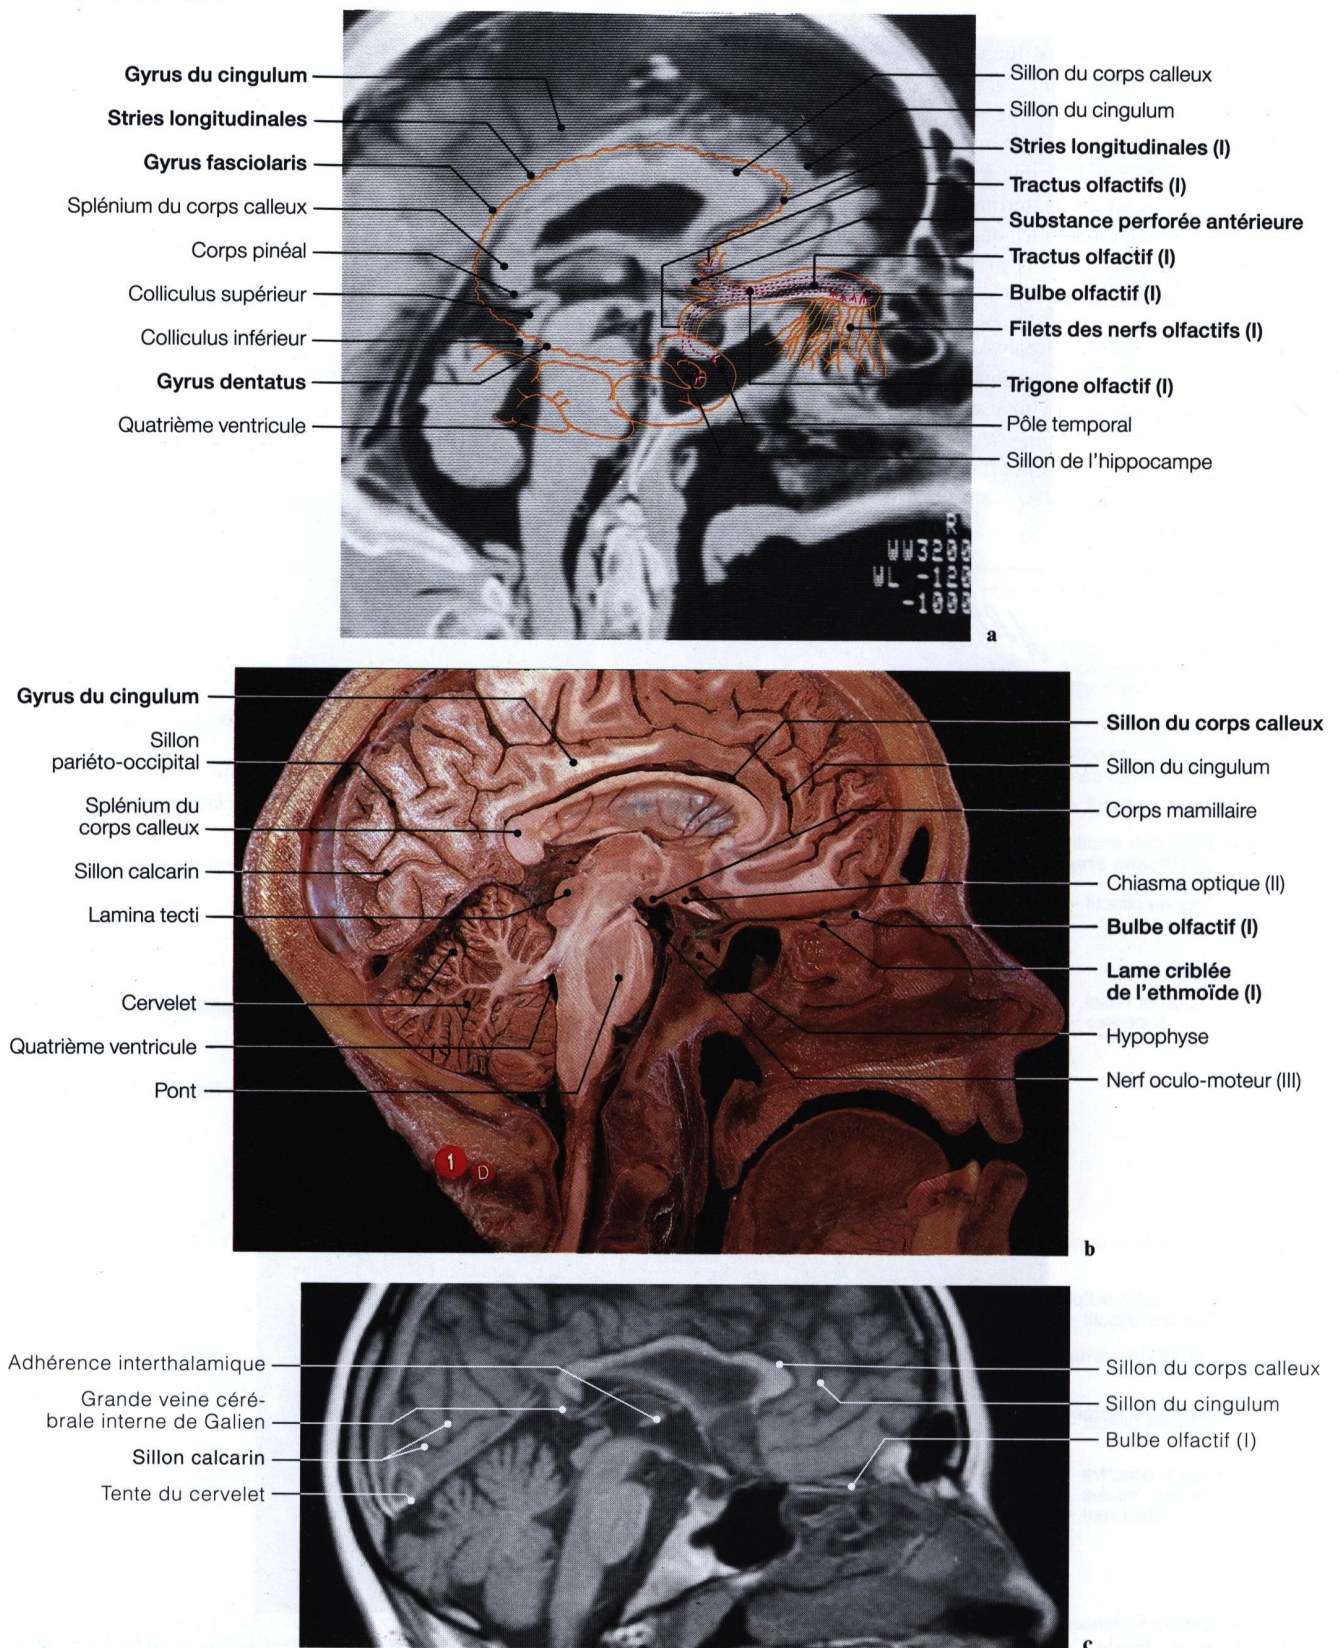 Gyrus du cingulum
Stries longitudinales
Gyrus fasciolaris
Splénium du corps calleux
Corps pinéal
Colliculus supérieur
Colliculus inférieur
Gyrus dentatus
Quatrième ventricule
Sillon du corps calleux
Sillon du cingulum
Stries longitudinales (I)
Tractus olfactifs (I)
Substance perforée antérieure
Tractus olfactif (I)
Bulbe olfactif (I)
Filets des nerfs olfactifs (I)
Trigone olfactif (I)
Pôle temporal
Sillon de l'hippocampe
R
WW3200
WL -120
-1000
a
Gyrus du cingulum
Sillon
pariéto-occipital
Splénium du
corps calleux
Sillon calcarin
Lamina tecti
Cervelet
Quatrième ventricule
Pont
Sillon du corps calleux
Sillon du cingulum
Corps mamillaire
Chiasma optique (II)
Bulbe olfactif (I)
Lame criblée
de l'ethmoïde (I)
Hypophyse
Nerf oculo-moteur (III)
1
D
b
Adhérence interthalamique
Grande veine céré-
brale interne de Galien
Sillon calcarin
Tente du cervelet
Sillon du corps calleux
Sillon du cingulum
Bulbe olfactif (I)
c